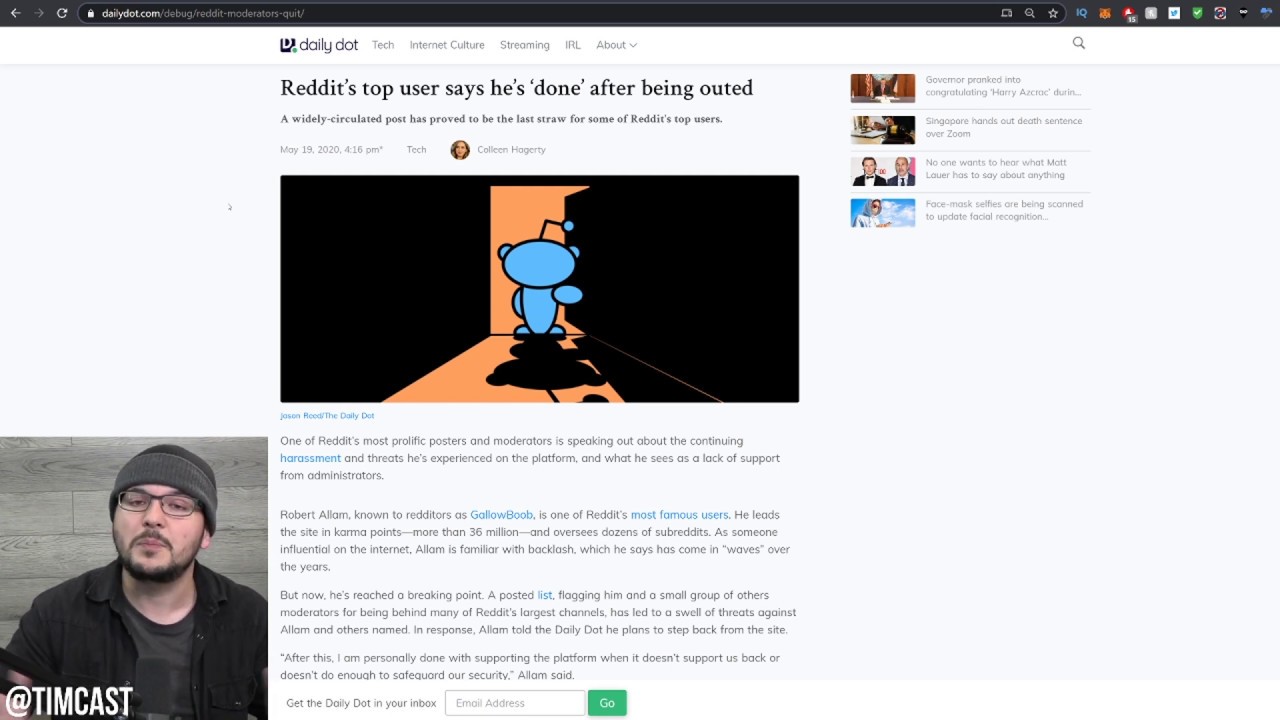 dailydot.com/debug/reddit-moderators-quit/
15
daily dot
Tech
Internet Culture
Streaming
IRL
About
Reddit's top user says he's 'done' after being outed
A widely-circulated post has proved to be the last straw for some of Reddit's top users.
May 19, 2020, 4:16 pm*
Tech
Colleen Hagerty
Jason Reed/The Daily Dot
One of Reddit's most prolific posters and moderators is speaking out about the continuing
harassment and threats he's experienced on the platform, and what he sees as a lack of support
from administrators.
Robert Allam, known to redditors as GallowBoob, is one of Reddit's most famous users. He leads
the site in karma points—more than 36 million—and oversees dozens of subreddits. As someone
influential on the internet, Allam is familiar with backlash, which he says has come in "waves" over
the years.
But now, he's reached a breaking point. A posted list, flagging him and a small group of others
moderators for being behind many of Reddit's largest channels, has led to a swell of threats against
Allam and others named. In response, Allam told the Daily Dot he plans to step back from the site.
"After this, I am personally done with supporting the platform when it doesn't support us back or
doesn't do enough to safeguard our security," Allam said.
Governor pranked into
congratulating 'Harry Azcrac' durin...
Singapore hands out death sentence
over Zoom
No one wants to hear what Matt
Lauer has to say about anything
Face-mask selfies are being scanned
to update facial recognition...
Get the Daily Dot in your inbox
Email Address
Go
@TIMCAST